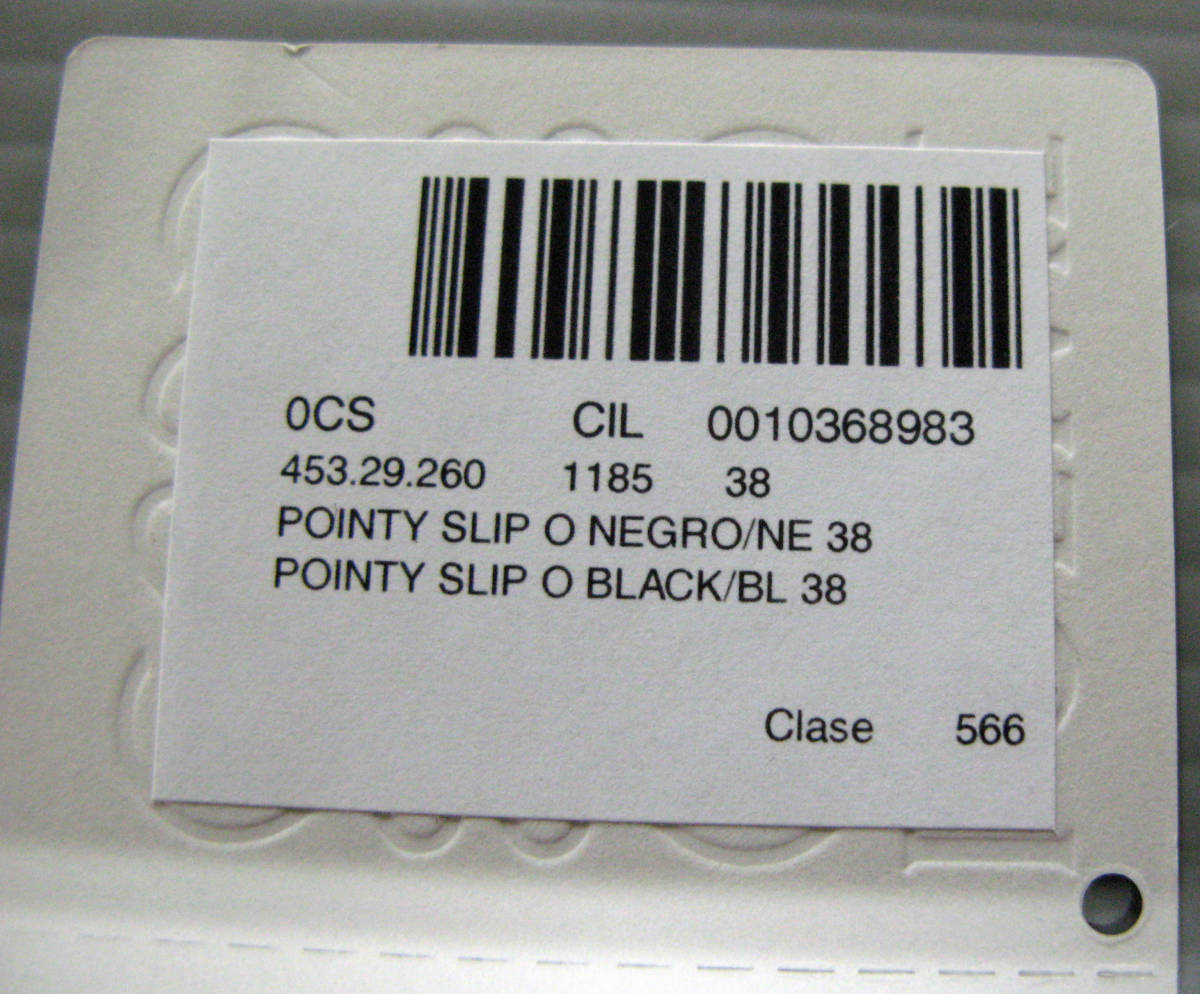 0CS CIL 0010368983
453.29.260 1185 38
POINTY SLIP O NEGRO/NE 38
POINTY SLIP O BLACK/BL 38
Clase 566